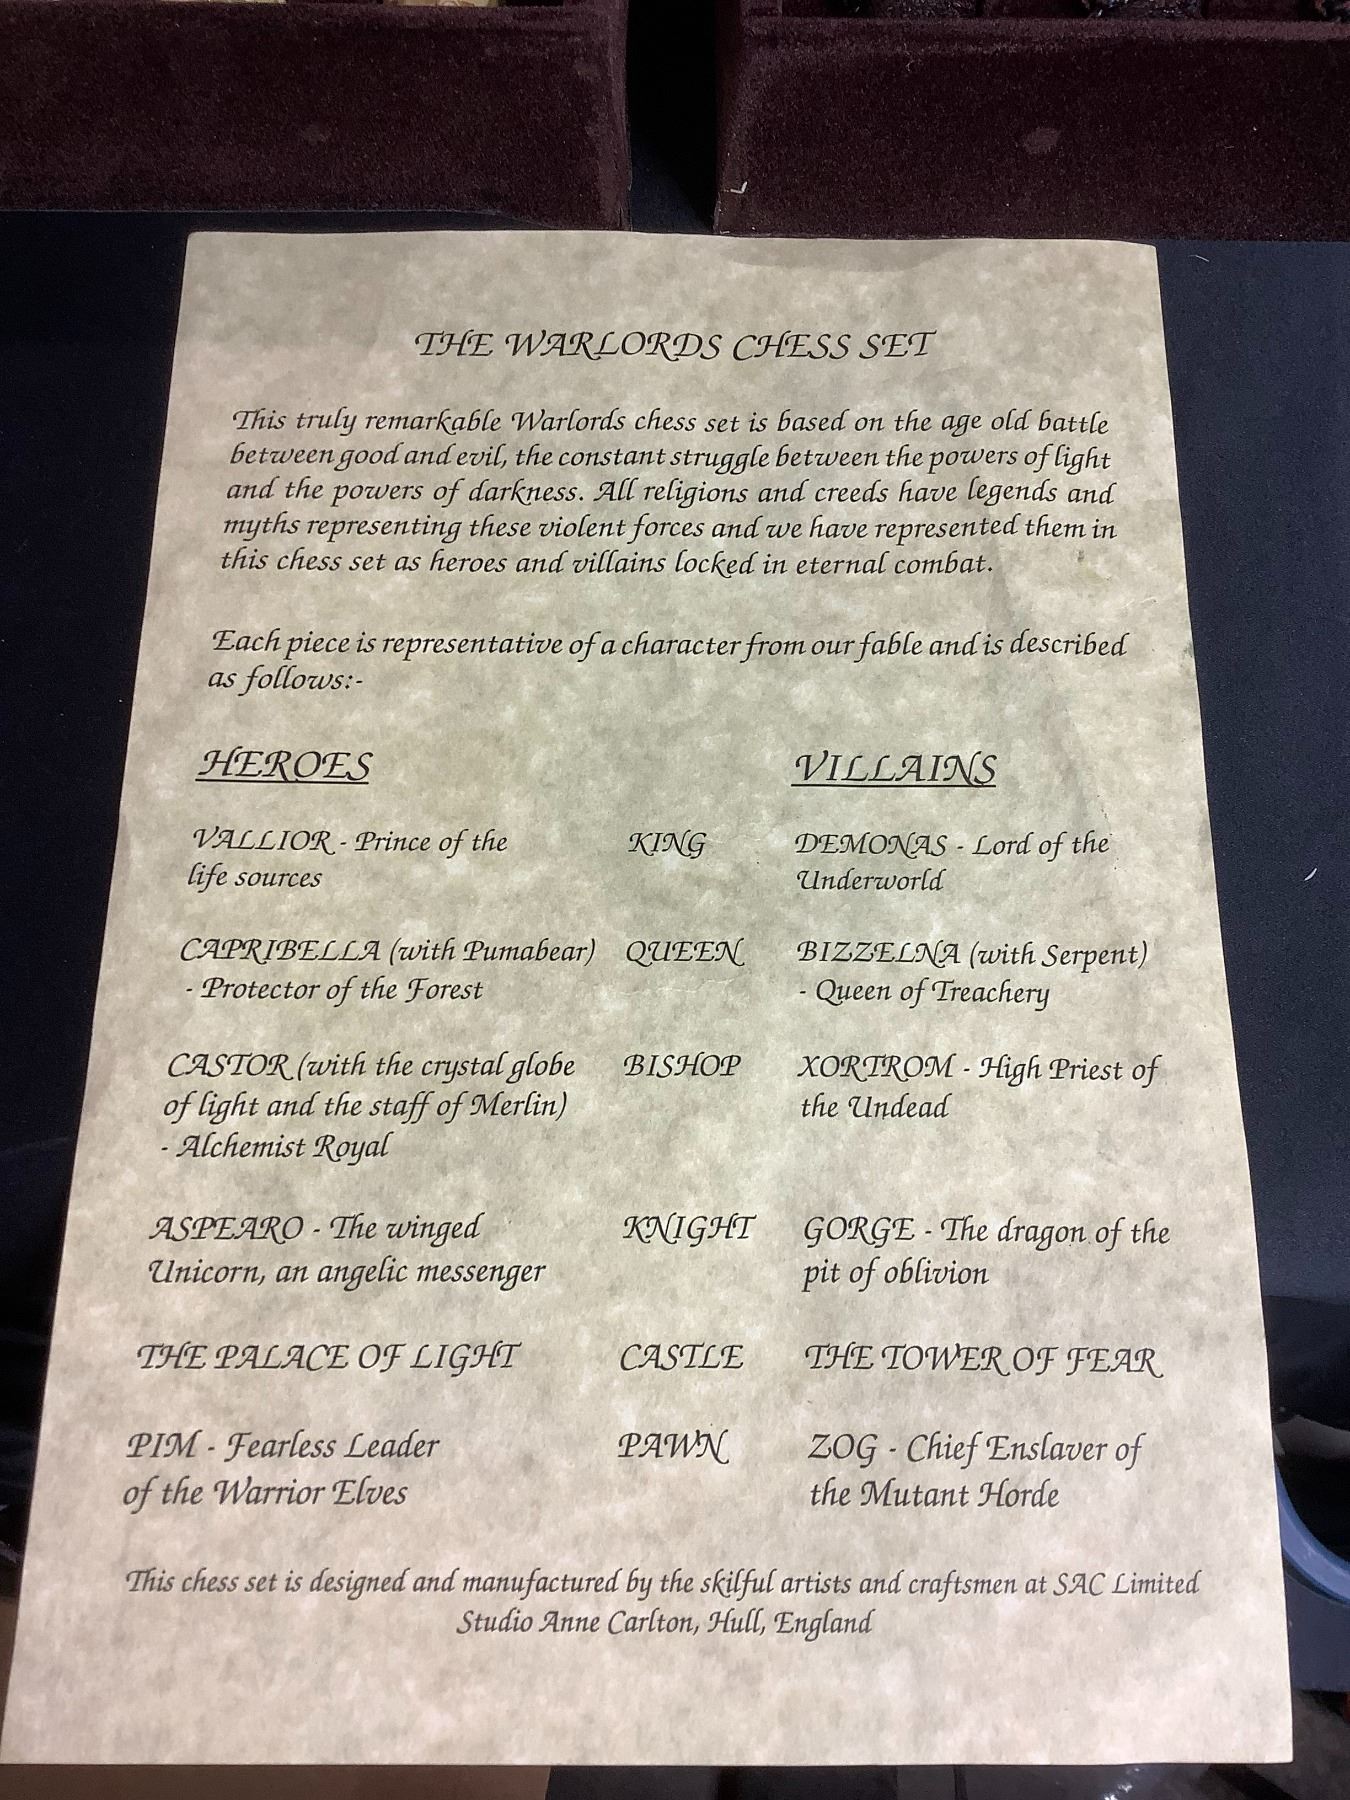 THE WARLORDS CHESS SET
This truly remarkable Warlords chess set is based on the age old battle
between good and evil, the constant struggle between the powers of light
and the powers of darkness. All religions and creeds have legends and
myths representing these violent forces and we have represented them in
this chess set as heroes and villains locked in eternal combat.
Each piece is representative of a character from our fable and is described
as follows:-
HEROES VILLAINS
VALLIOR - Prince of the KING DEMONAS - Lord of the
life sources Underworld
CAPRIBELLA (with Pumabear) QUEEN BIZZELNA (with Serpent)
- Protector of the Forest - Queen of Treachery
CASTOR (with the crystal globe BISHOP XORTROM - High Priest of
of light and the staff of Merlin) the Undead
- Alchemist Royal
ASPEARO - The winged KNIGHT GORGE - The dragon of the
Unicorn, an angelic messenger pit of oblivion
THE PALACE OF LIGHT CASTLE THE TOWER OF FEAR
PIM - Fearless Leader PAWN ZOG - Chief Enslaver of
of the Warrior Elves the Mutant Horde
This chess set is designed and manufactured by the skilful artists and craftsmen at SAC Limited
Studio Anne Carlton, Hull, England